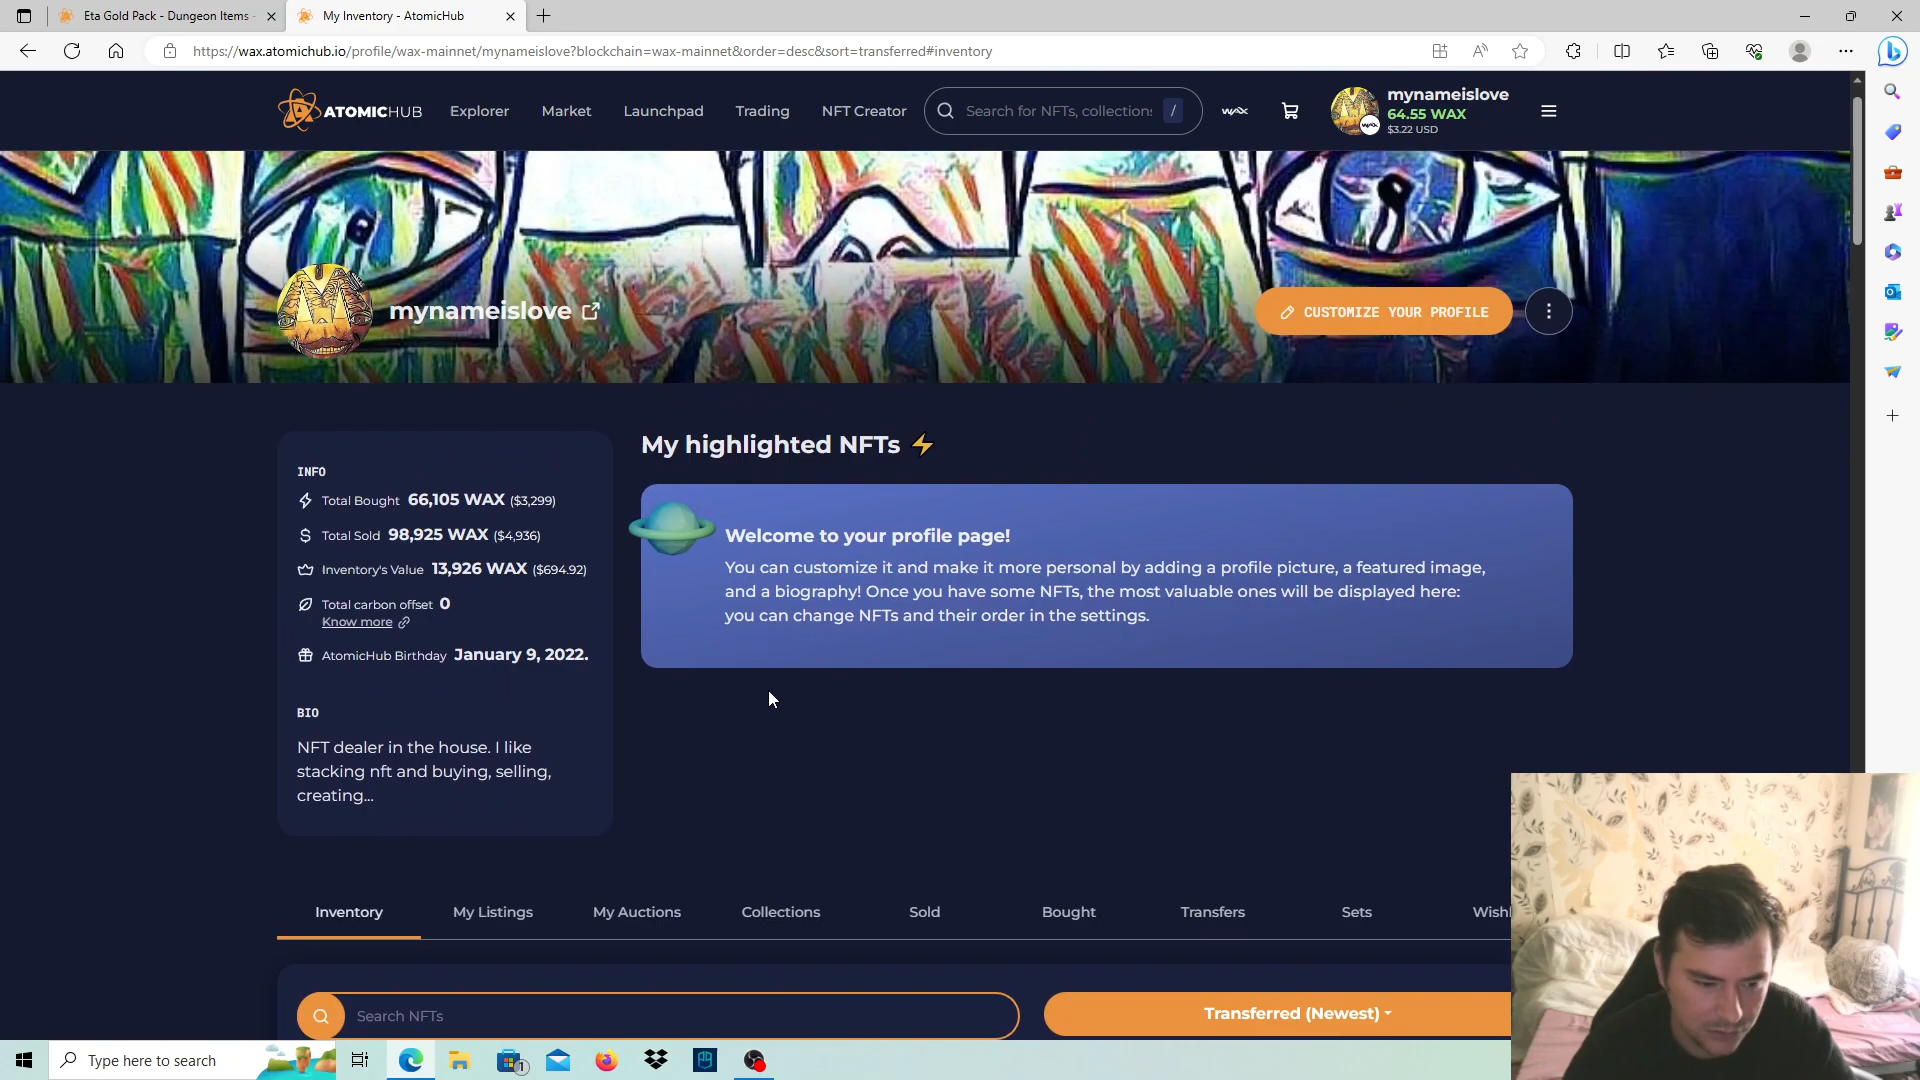 Eta Gold Pack - Dungeon Items -
My Inventory - AtomicHub
https://wax.atomichub.io/profile/wax-mainnet/mynameislove?blockchain=wax-mainnet&order=desc&sort=transferred#inventory
ATOMICHUB
Explorer
Market
Launchpad
Trading
NFT Creator
Search for NFTs, collections
/
mynameislove
64.55 WAX
$3.22 USD
mynameislove
CUSTOMIZE YOUR PROFILE
INFO
Total Bought 66,105 WAX ($3,299)
Total Sold 98,925 WAX ($4,936)
Inventory's Value 13,926 WAX ($694.92)
Total carbon offset 0
Know more
AtomicHub Birthday January 9, 2022.
BIO
NFT dealer in the house. I like
stacking nft and buying, selling,
creating...
My highlighted NFTs
Welcome to your profile page!
You can customize it and make it more personal by adding a profile picture, a featured image,
and a biography! Once you have some NFTs, the most valuable ones will be displayed here:
you can change NFTs and their order in the settings.
Inventory
My Listings
My Auctions
Collections
Sold
Bought
Transfers
Sets
Wishl
Search NFTs
Transferred (Newest)
Type here to search
1